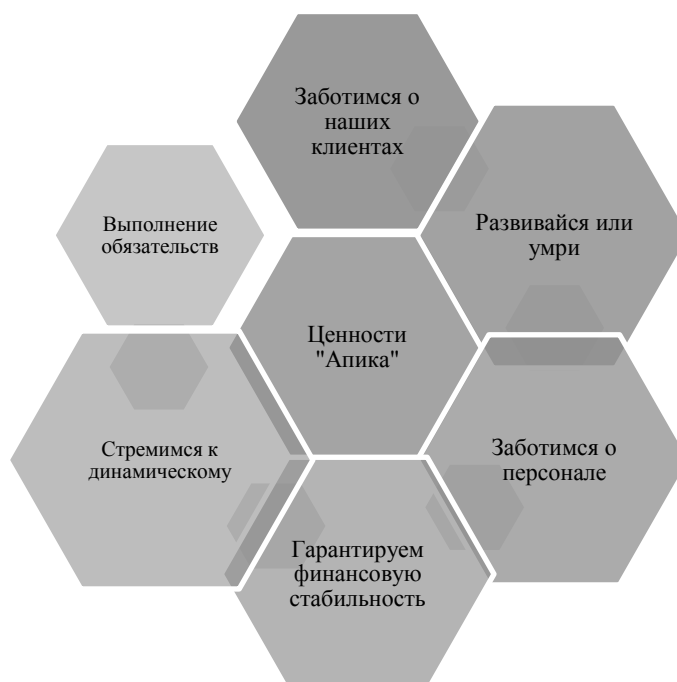 Заботимся о
наших
клиентах
Развивайся или
умри
Выполнение
обязательств
Ценности
"Апика"
Стремимся к
динамическому
Заботимся о
персонале
Гарантируем
финансовую
стабильность